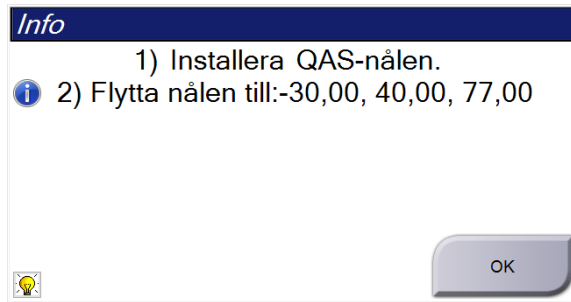 Info
1) Installera QAS-nålen.
2) Flytta nålen till:-30,00, 40,00, 77,00
OK